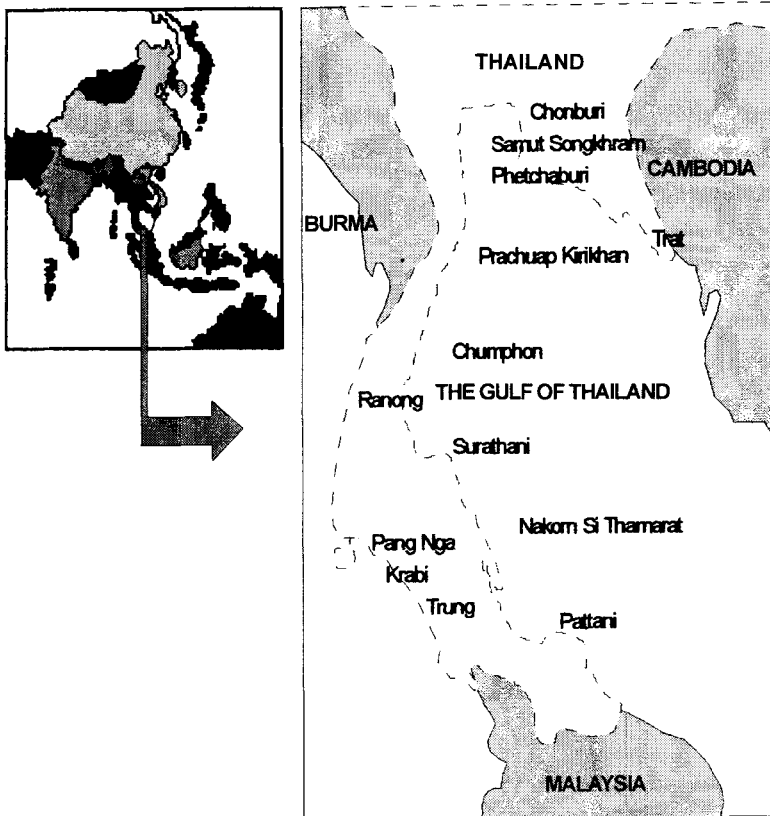 THAILAND
Chonburi
Samut Songkhram
Phetchaburi
CAMBODIA
BURMA
Trat
Prachuap Kirikhan
Chumphon
Ranong
THE GULF OF THAILAND
Surathani
Nakorn Si Thamarat
Pang Nga
Krabi
Trung
Pattani
MALAYSIA